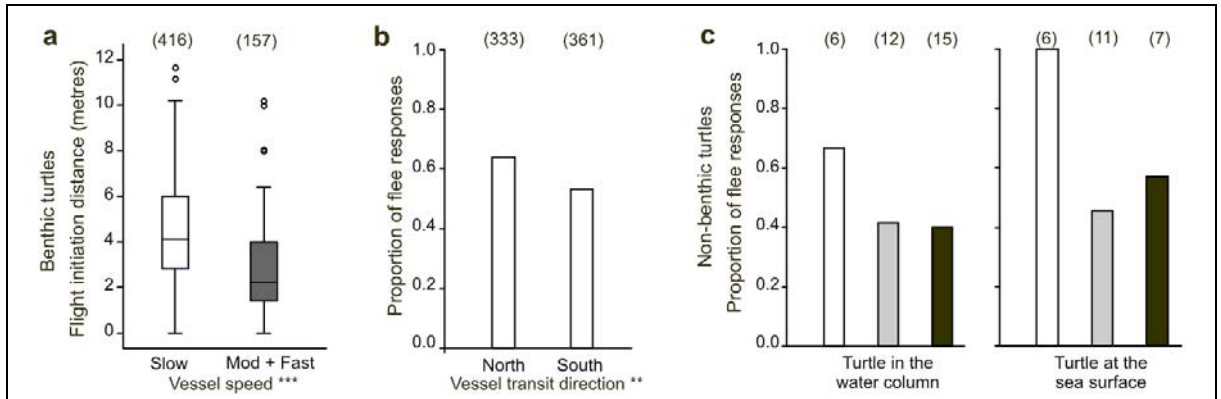 a
(416) (157)
12
10
8
6
4
2
0
Benthic turtles
Flight initiation distance (metres)
Slow Mod + Fast
Vessel speed ***
b
(333) (361)
1.0
0.8
0.6
0.4
0.2
0.0
Proportion of flee responses
North South
Vessel transit direction **
c
(6) (12) (15) (6) (11) (7)
1.0
0.8
0.6
0.4
0.2
0.0
Non-benthic turtles
Proportion of flee responses
Turtle in the
water column
Turtle at the
sea surface